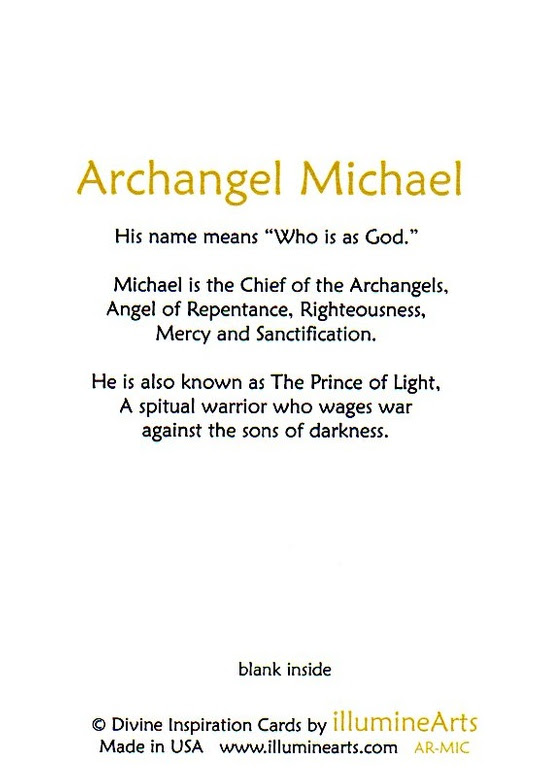 Archangel Michael
His name means “Who is as God.”
Michael is the Chief of the Archangels,
Angel of Repentance, Righteousness,
Mercy and Sanctification.
He is also known as The Prince of Light,
A spitual warrior who wages war
against the sons of darkness.
blank inside
© Divine Inspiration Cards by illumineArts
Made in USA www.illuminearts.com AR-MIC